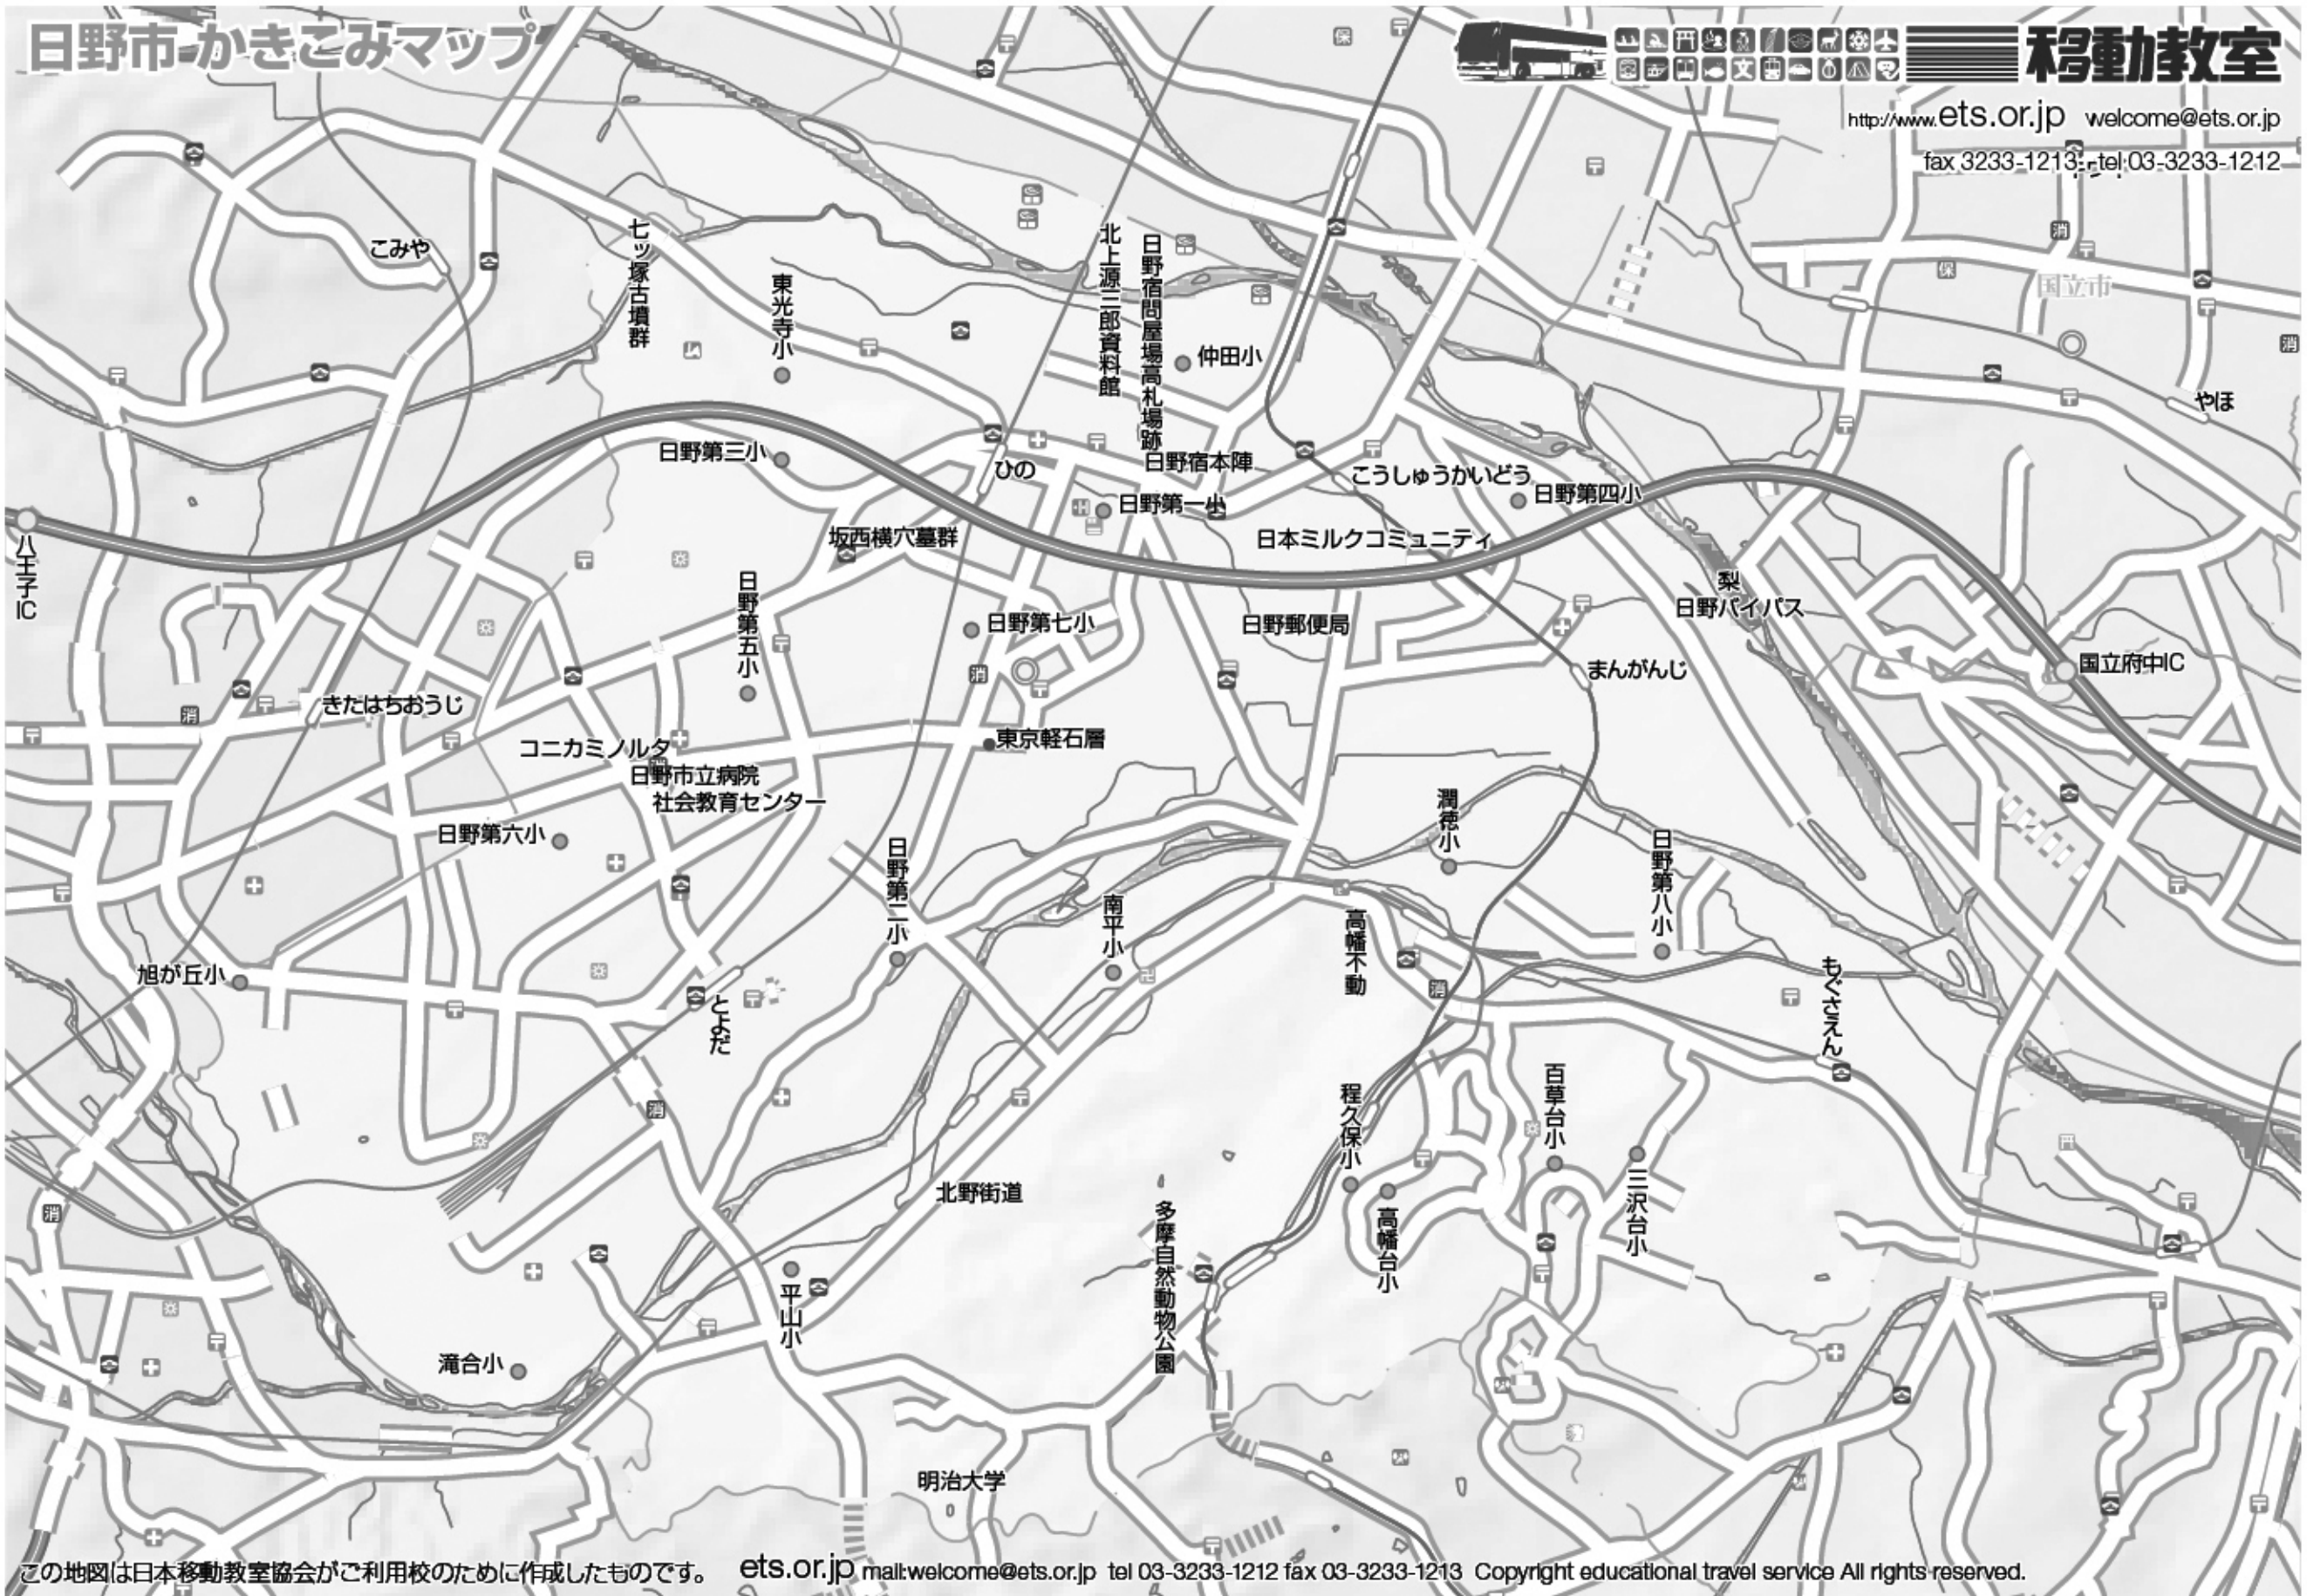 日野市 かきこみマップ
移動教室
http://www.ets.or.jp welcome@ets.or.jp
fax 3233-1213 tel 03-3233-1212
こみや
七ッ塚古墳群
東光寺小
北上源三郎資料館
日野宿問屋場高札場跡
仲田小
国立市
やほ
日野第三小
ひの
日野宿本陣
こうしゅうかいどう
日野第四小
日野第一小
坂西横穴墓群
日本ミルクコミュニティ
八王子IC
日野第五小
日野第七小
日野郵便局
梨
日野バイパス
まんがんじ
国立府中IC
きたはちおうじ
コニカミノルタ
東京軽石層
日野市立病院
社会教育センター
日野第六小
日野第二小
潤徳小
日野第八小
南平小
高幡不動
旭が丘小
とよだ
もぐさえん
程久保小
百草台小
三沢台小
高幡台小
北野街道
多摩自然動物公園
平山小
滝合小
明治大学
消
消
消
消
消
消
消
消
保
保
この地図は日本移動教室協会がご利用校のために作成したものです。 ets.or.jp mail:welcome@ets.or.jp tel 03-3233-1212 fax 03-3233-1213 Copyright educational travel service All rights reserved.